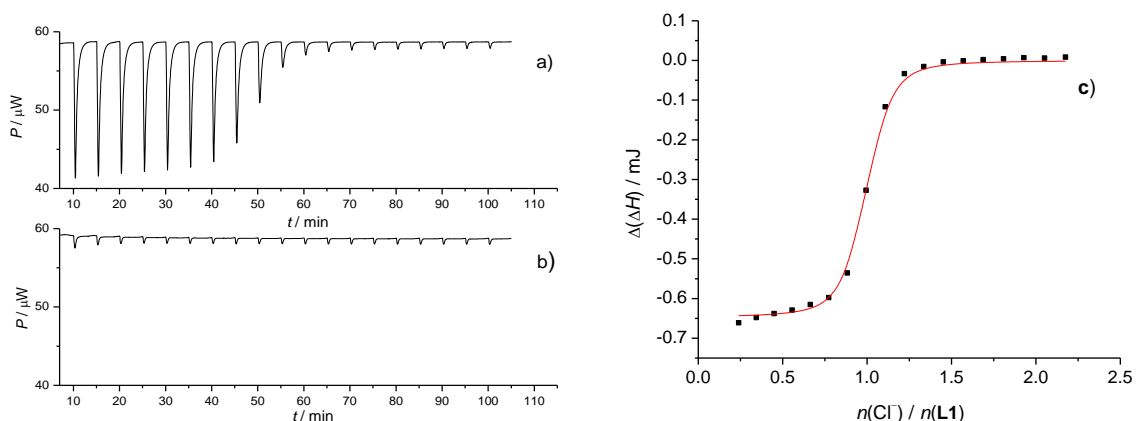 60
50
40
P / μW
a)
10 20 30 40 50 60 70 80 90 100 110
t / min
60
50
40
P / μW
b)
10 20 30 40 50 60 70 80 90 100 110
t / min
0.1
0.0
-0.1
-0.2
-0.3
-0.4
-0.5
-0.6
-0.7
Δ(ΔH) / mJ
c)
0.0 0.5 1.0 1.5 2.0 2.5
n(Cl⁻) / n(L1)